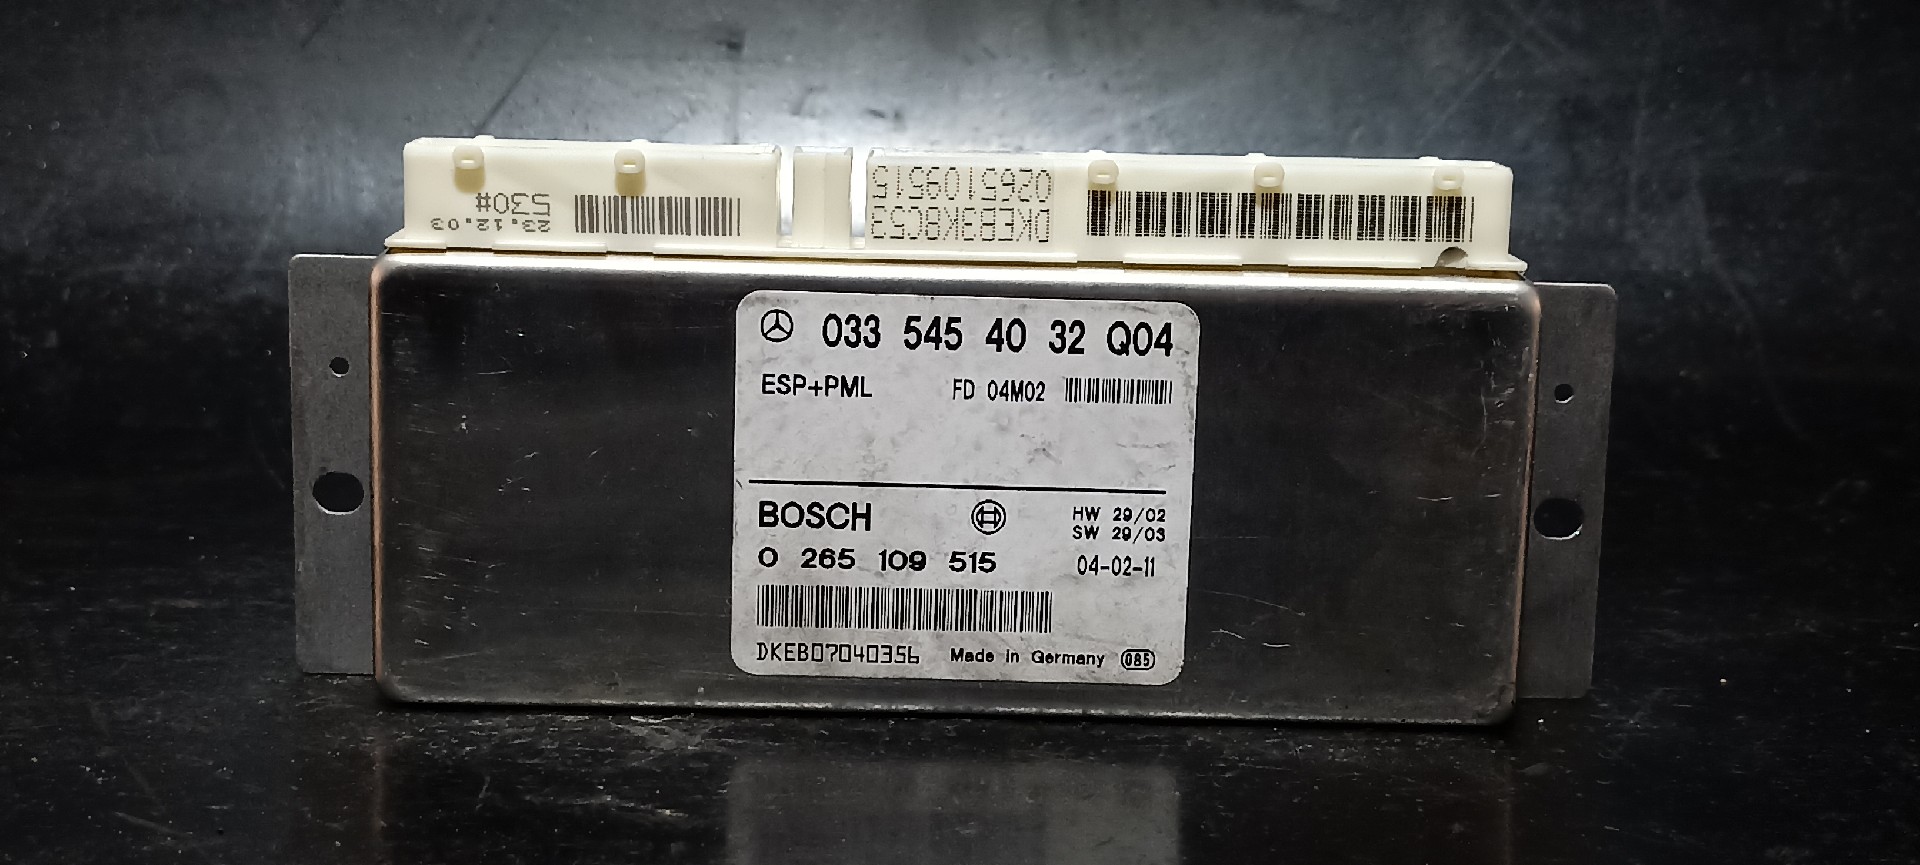 0265109515
DKEB3K8C53
530#
23.12.03
033 545 40 32 Q04
ESP+PML FD 04M02
BOSCH HW 29/02
SW 29/03
0 265 109 515 04-02-11
DKEB07040356 Made in Germany 085